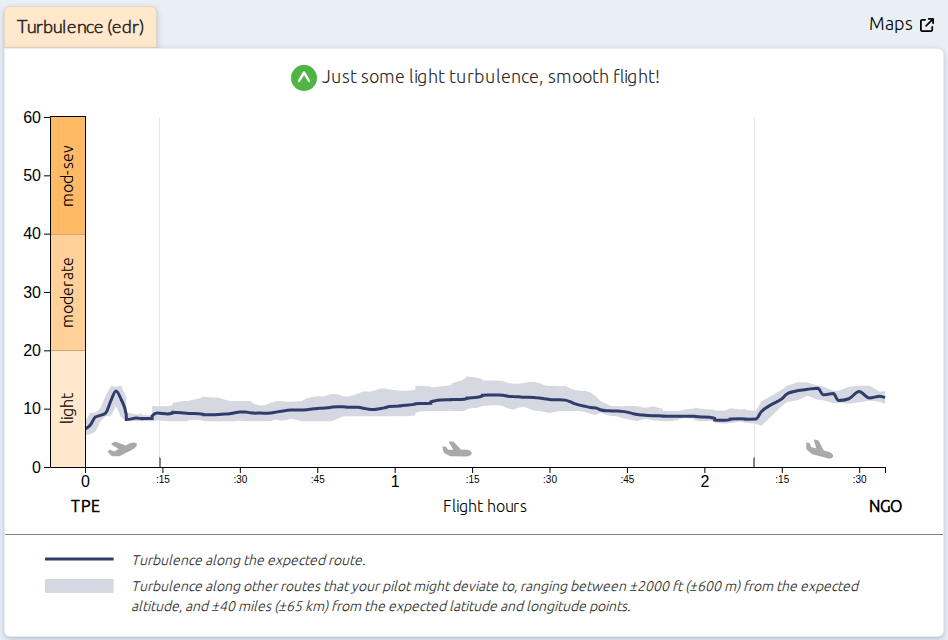 Turbulence (edr)
Maps
Just some light turbulence, smooth flight!
60
50
40
30
20
10
0
mod-sev
moderate
light
0 :15 :30 :45 1 :15 :30 :45 2 :15 :30
TPE Flight hours NGO
Turbulence along the expected route.
Turbulence along other routes that your pilot might deviate to, ranging between ±2000 ft (±600 m) from the expected
altitude, and ±40 miles (±65 km) from the expected latitude and longitude points.